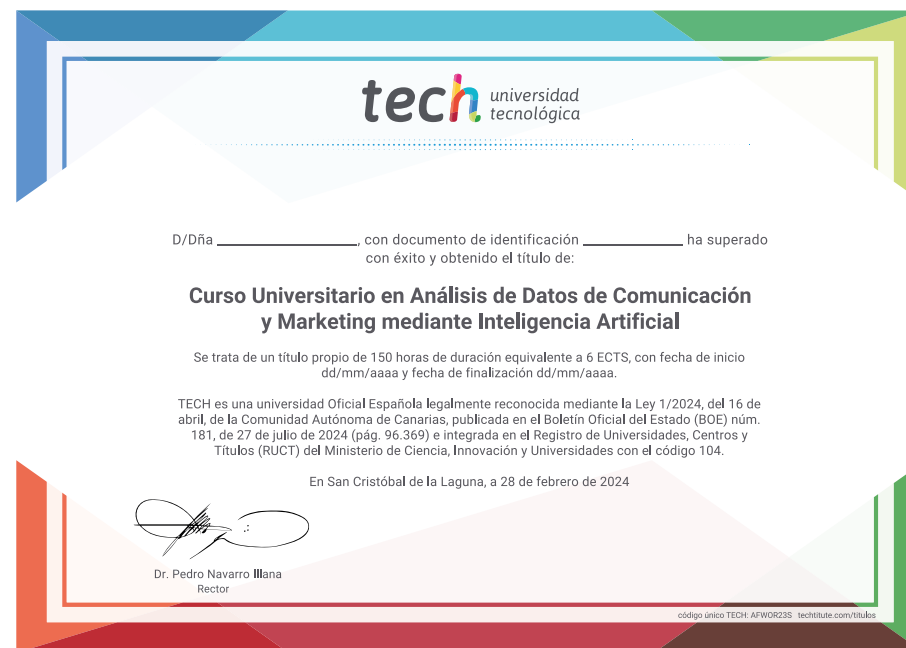 tech universidad
tecnológica
D/Dña ____________________, con documento de identificación ______________ ha superado
con éxito y obtenido el título de:
Curso Universitario en Análisis de Datos de Comunicación
y Marketing mediante Inteligencia Artificial
Se trata de un título propio de 150 horas de duración equivalente a 6 ECTS, con fecha de inicio
dd/mm/aaaa y fecha de finalización dd/mm/aaaa.
TECH es una universidad Oficial Española legalmente reconocida mediante la Ley 1/2024, del 16 de
abril, de la Comunidad Autónoma de Canarias, publicada en el Boletín Oficial del Estado (BOE) núm.
181, de 27 de julio de 2024 (pág. 96.369) e integrada en el Registro de Universidades, Centros y
Títulos (RUCT) del Ministerio de Ciencia, Innovación y Universidades con el código 104.
En San Cristóbal de la Laguna, a 28 de febrero de 2024
Dr. Pedro Navarro Illana
Rector
código único TECH: AFWOR23S techtitute.com/titulos